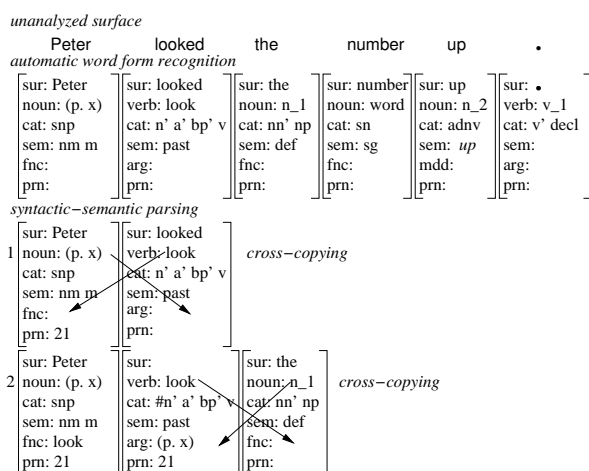 unanalyzed surface
Peter looked the number up .
automatic word form recognition
sur: Peter sur: looked sur: the sur: number sur: up sur: .
noun: (p. x) verb: look noun: n_1 noun: word noun: n_2 verb: v_1
cat: snp cat: n' a' bp' v cat: nn' np cat: sn cat: adnv cat: v' decl
sem: nm m sem: past sem: def sem: sg sem: up sem:
fnc: arg: fnc: fnc: mdd: arg:
prn: prn: prn: prn: prn: prn:
syntactic−semantic parsing
sur: Peter sur: looked
1 noun: (p. x) verb: look cross−copying
cat: snp cat: n' a' bp' v
sem: nm m sem: past
fnc: arg:
prn: 21 prn:
sur: Peter sur: sur: the
2 noun: (p. x) verb: look noun: n_1 cross−copying
cat: snp cat: #n' a' bp' v cat: nn' np
sem: nm m sem: past sem: def
fnc: look arg: (p. x) fnc:
prn: 21 prn: 21 prn: